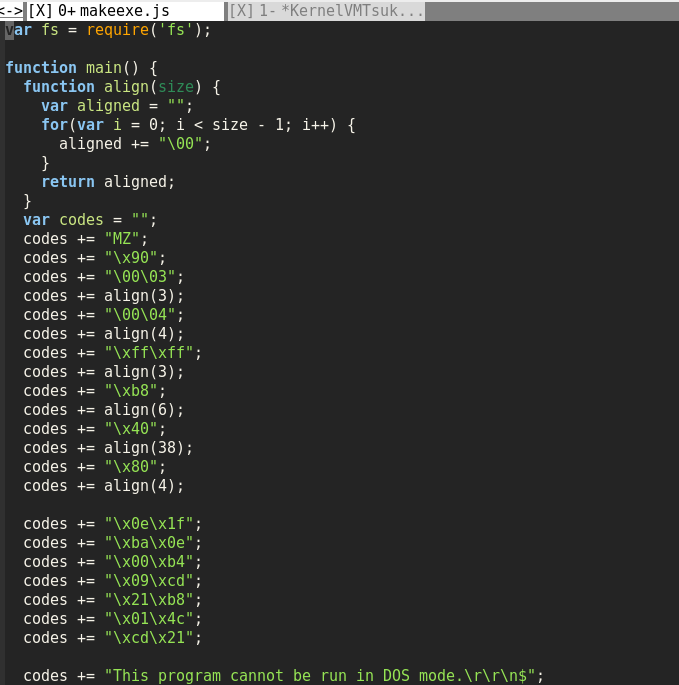 <-> [X] 0+ makeexe.js [X] 1- *KernelVMTsuk...
var fs = require('fs');
function main() {
  function align(size) {
    var aligned = "";
    for(var i = 0; i < size - 1; i++) {
      aligned += "\00";
    }
    return aligned;
  }
  var codes = "";
  codes += "MZ";
  codes += "\x90";
  codes += "\00\03";
  codes += align(3);
  codes += "\00\04";
  codes += align(4);
  codes += "\xff\xff";
  codes += align(3);
  codes += "\xb8";
  codes += align(6);
  codes += "\x40";
  codes += align(38);
  codes += "\x80";
  codes += align(4);
  codes += "\x0e\x1f";
  codes += "\xba\x0e";
  codes += "\x00\xb4";
  codes += "\x09\xcd";
  codes += "\x21\xb8";
  codes += "\x01\x4c";
  codes += "\xcd\x21";
  codes += "This program cannot be run in DOS mode.\r\r\n$";